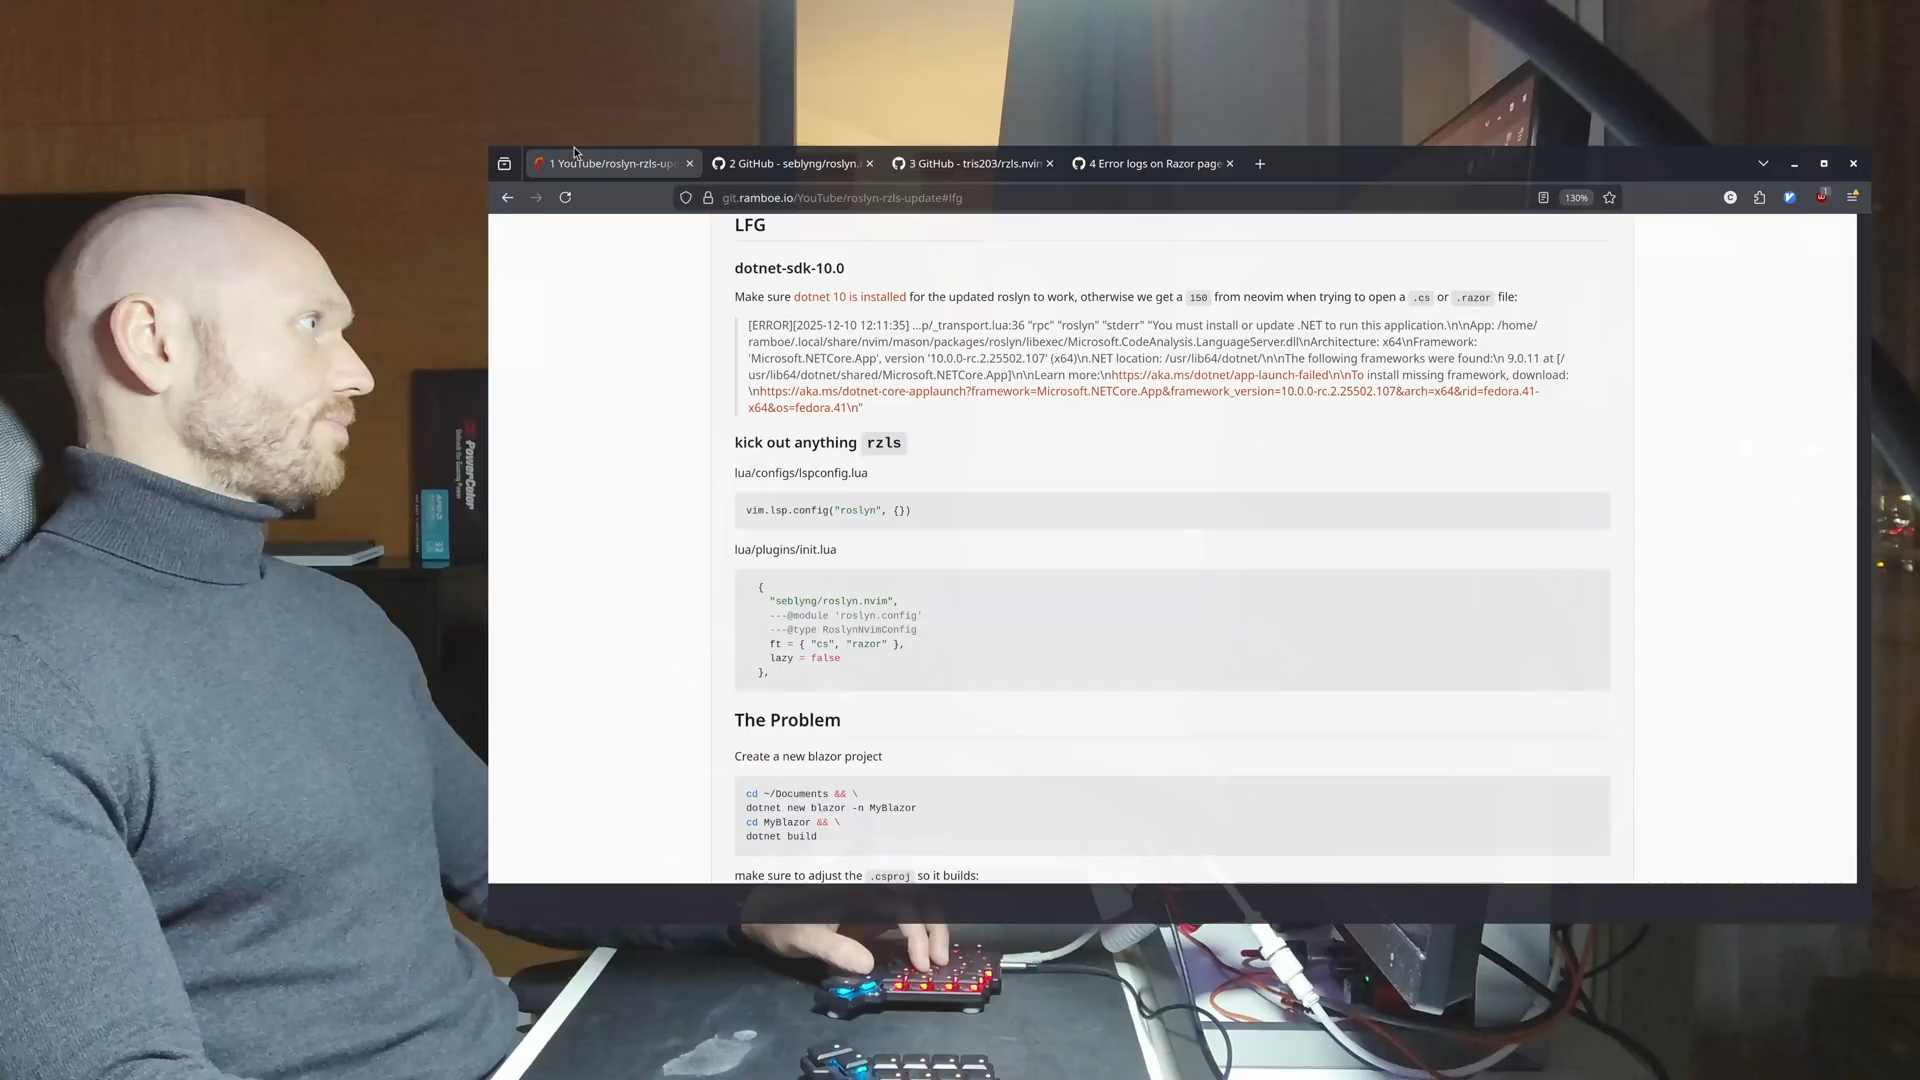 1 YouTube/roslyn-rzls-upd
2 GitHub - seblyng/roslyn.
3 GitHub - tris203/rzls.nvim
4 Error logs on Razor page
git.ramboe.io/YouTube/roslyn-rzls-update#lfg
130%
LFG
dotnet-sdk-10.0
Make sure dotnet 10 is installed for the updated roslyn to work, otherwise we get a 150 from neovim when trying to open a .cs or .razor file:
[ERROR][2025-12-10 12:11:35] ...p/_transport.lua:36 "rpc" "roslyn" "stderr" "You must install or update .NET to run this application.\n\nApp: /home/
ramboe/.local/share/nvim/mason/packages/roslyn/libexec/Microsoft.CodeAnalysis.LanguageServer.dll\nArchitecture: x64\nFramework:
'Microsoft.NETCore.App', version '10.0.0-rc.2.25502.107' (x64)\n.NET location: /usr/lib64/dotnet/\n\nThe following frameworks were found:\n 9.0.11 at [/
usr/lib64/dotnet/shared/Microsoft.NETCore.App]\n\nLearn more:\nhttps://aka.ms/dotnet/app-launch-failed\n\nTo install missing framework, download:
\nhttps://aka.ms/dotnet-core-applaunch?framework=Microsoft.NETCore.App&framework_version=10.0.0-rc.2.25502.107&arch=x64&rid=fedora.41-
x64&os=fedora.41\n"
kick out anything rzls
lua/configs/lspconfig.lua
vim.lsp.config("roslyn", {})
lua/plugins/init.lua
{
"seblyng/roslyn.nvim",
---@module 'roslyn.config'
---@type RoslynNvimConfig
ft = { "cs", "razor" },
lazy = false
},
The Problem
Create a new blazor project
cd ~/Documents && \
dotnet new blazor -n MyBlazor
cd MyBlazor && \
dotnet build
make sure to adjust the .csproj so it builds:
PowerColor